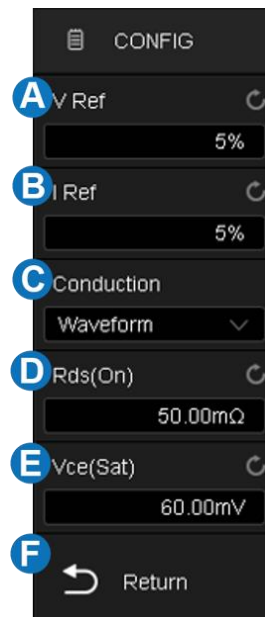 CONFIG
A V Ref
5%
B I Ref
5%
C Conduction
Waveform
D Rds(On)
50.00mΩ
E Vce(Sat)
60.00mV
F
Return